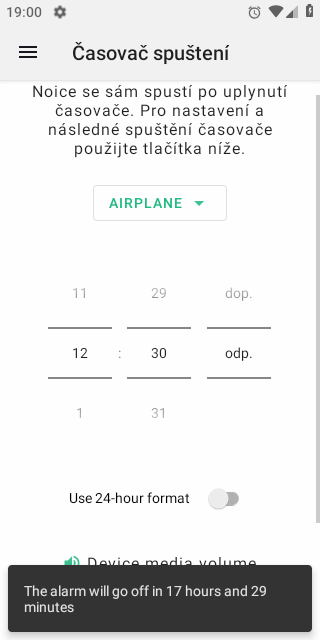 19:00
Časovač spuštení
Noice se sám spustí po uplynutí
časovače. Pro nastavení a
následné spuštění časovače
použijte tlačítka níže.
AIRPLANE
11 29 dop.
12 : 30 odp.
1 31
Use 24-hour format
Device media volume
The alarm will go off in 17 hours and 29
minutes